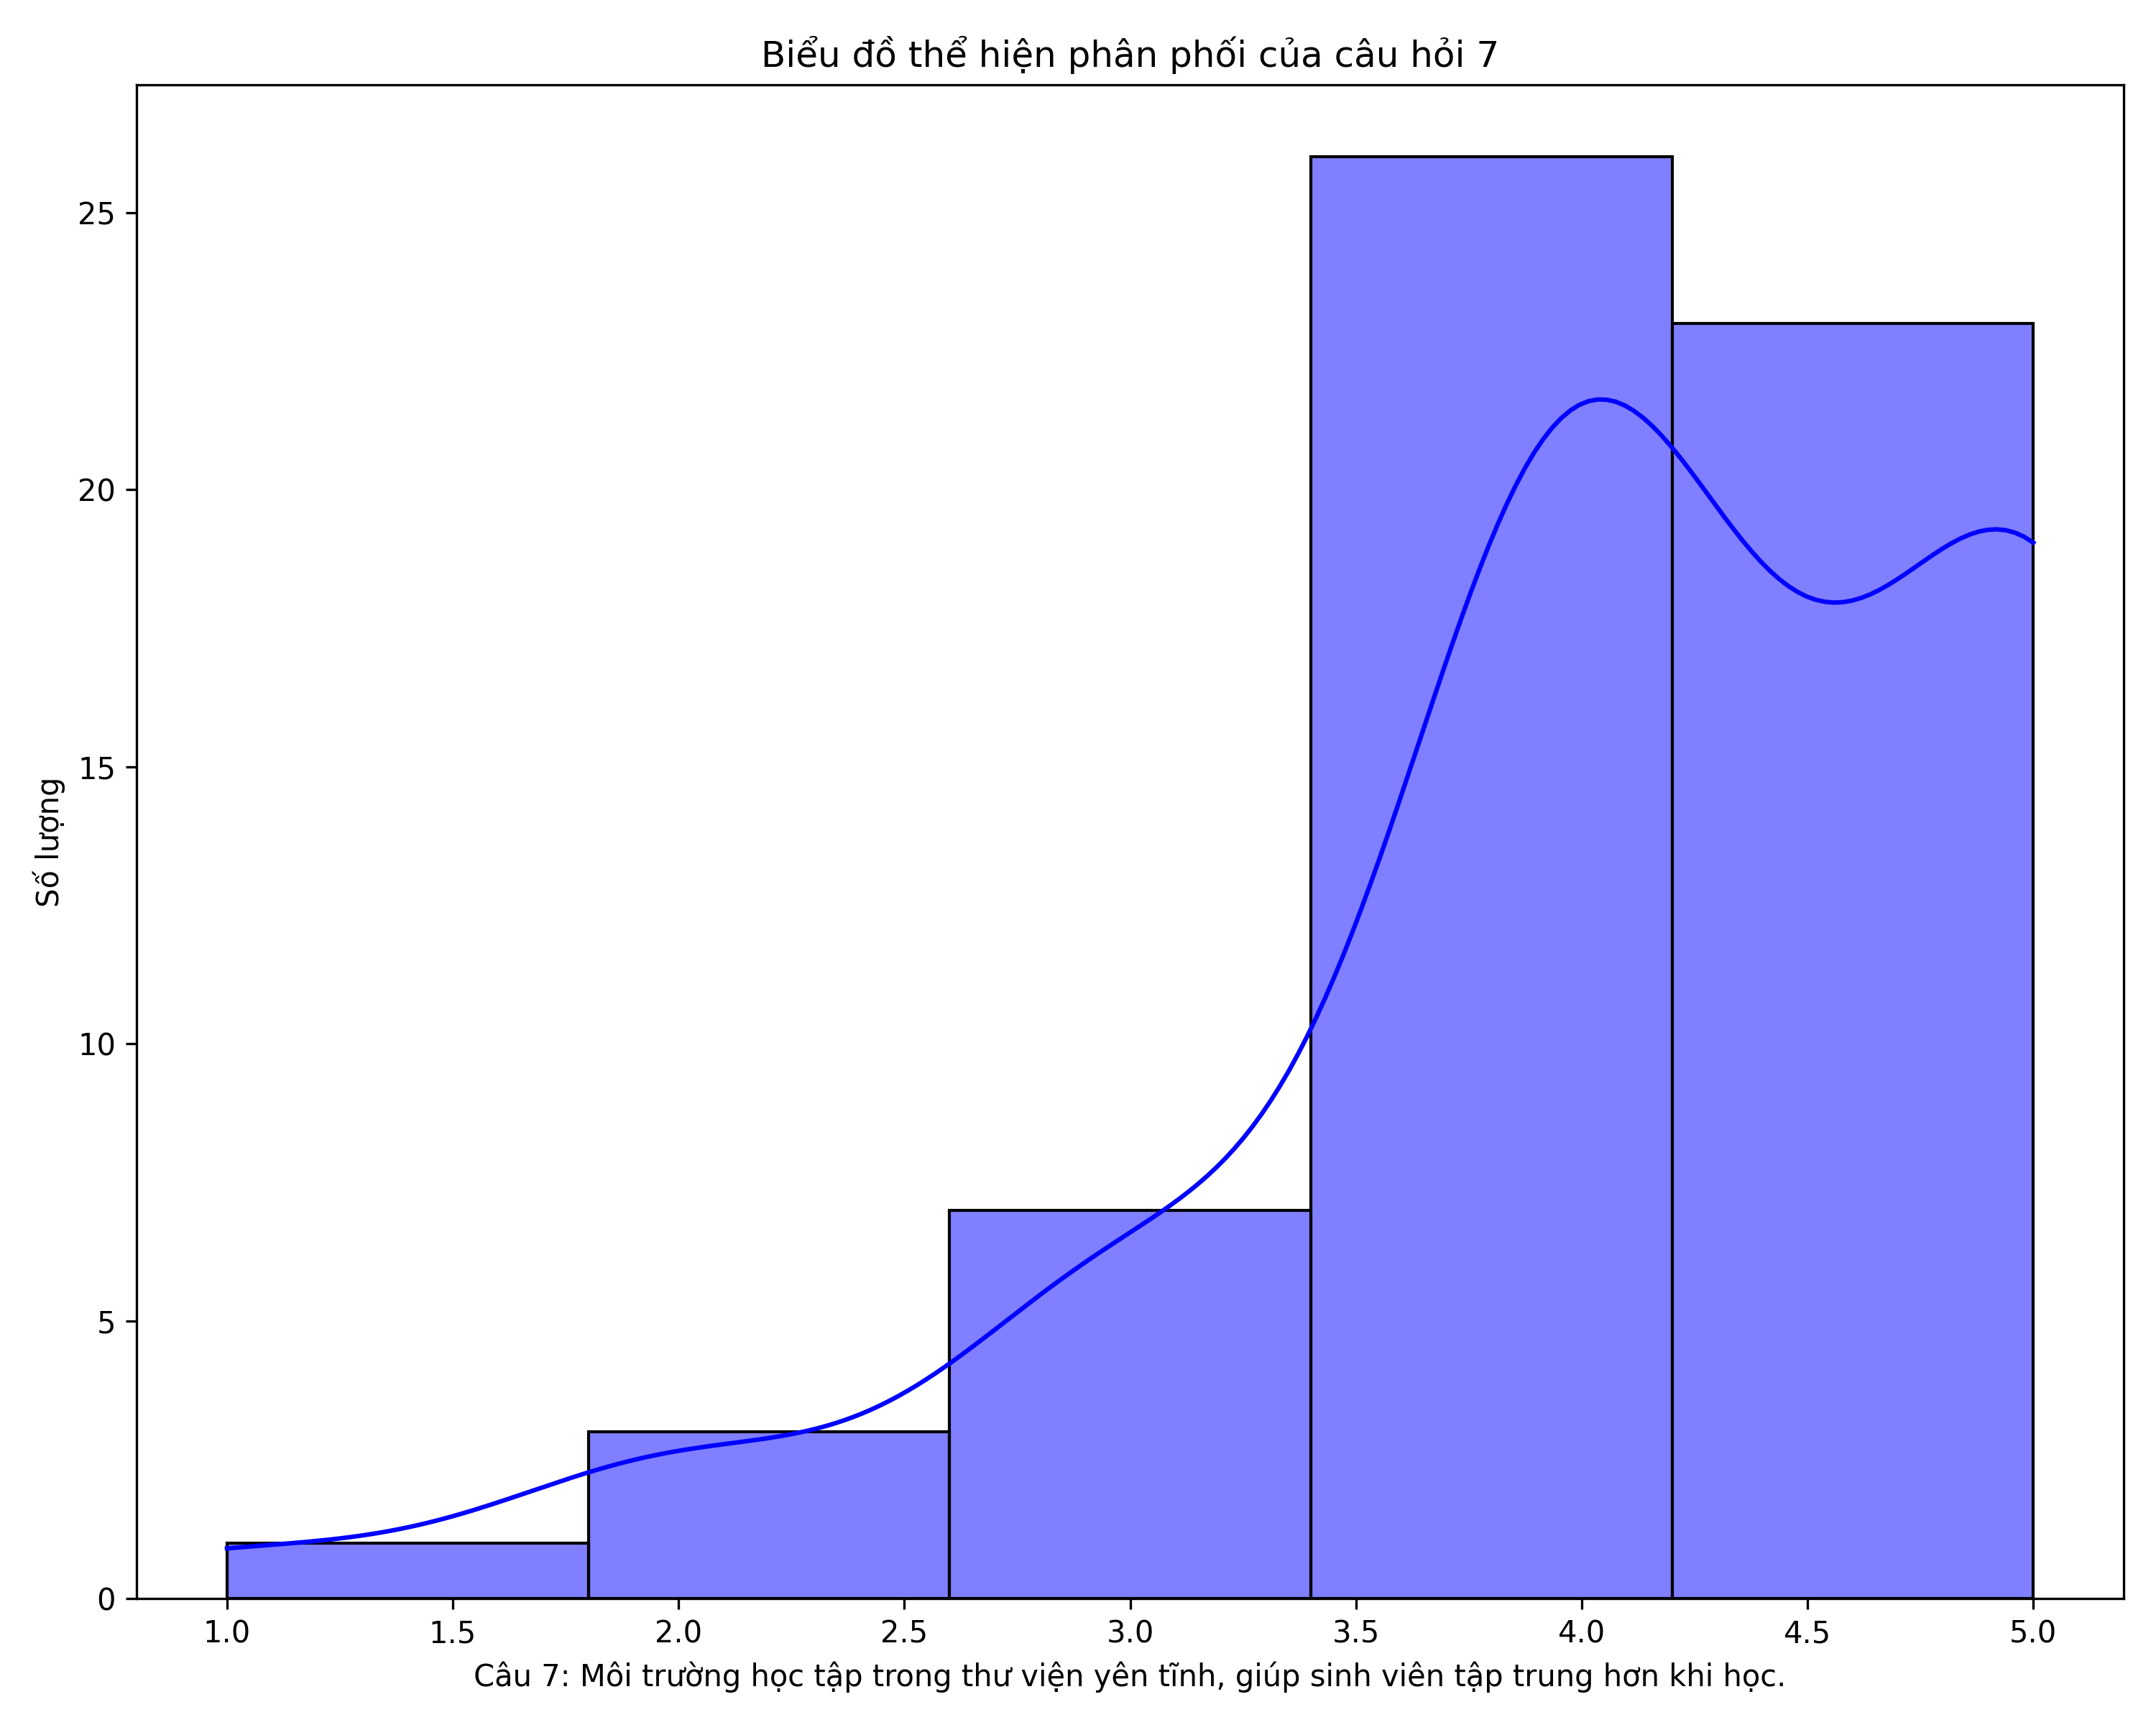 Biểu đồ thể hiện phân phối của câu hỏi 7
Số lượng
25
20
15
10
5
0
1.0 1.5 2.0 2.5 3.0 3.5 4.0 4.5 5.0
Câu 7: Môi trường học tập trong thư viện yên tĩnh, giúp sinh viên tập trung hơn khi học.